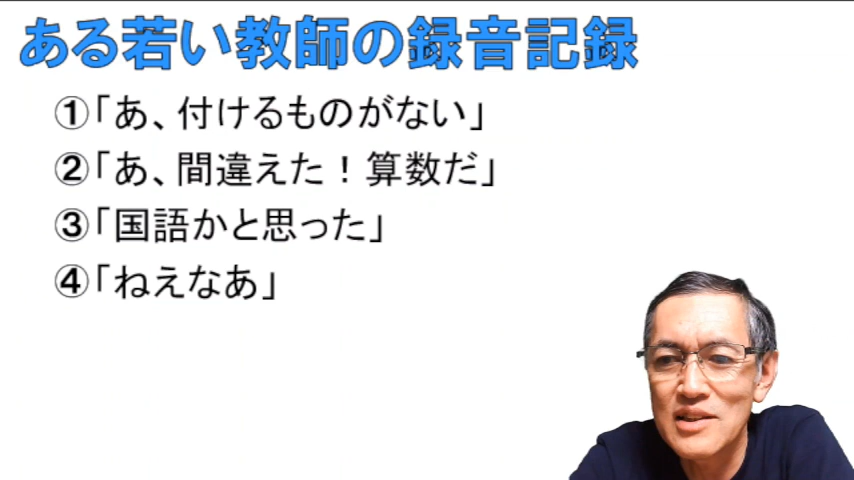 ある若い教師の録音記録
①「あ、付けるものがない」
②「あ、間違えた！算数だ」
③「国語かと思った」
④「ねえなあ」